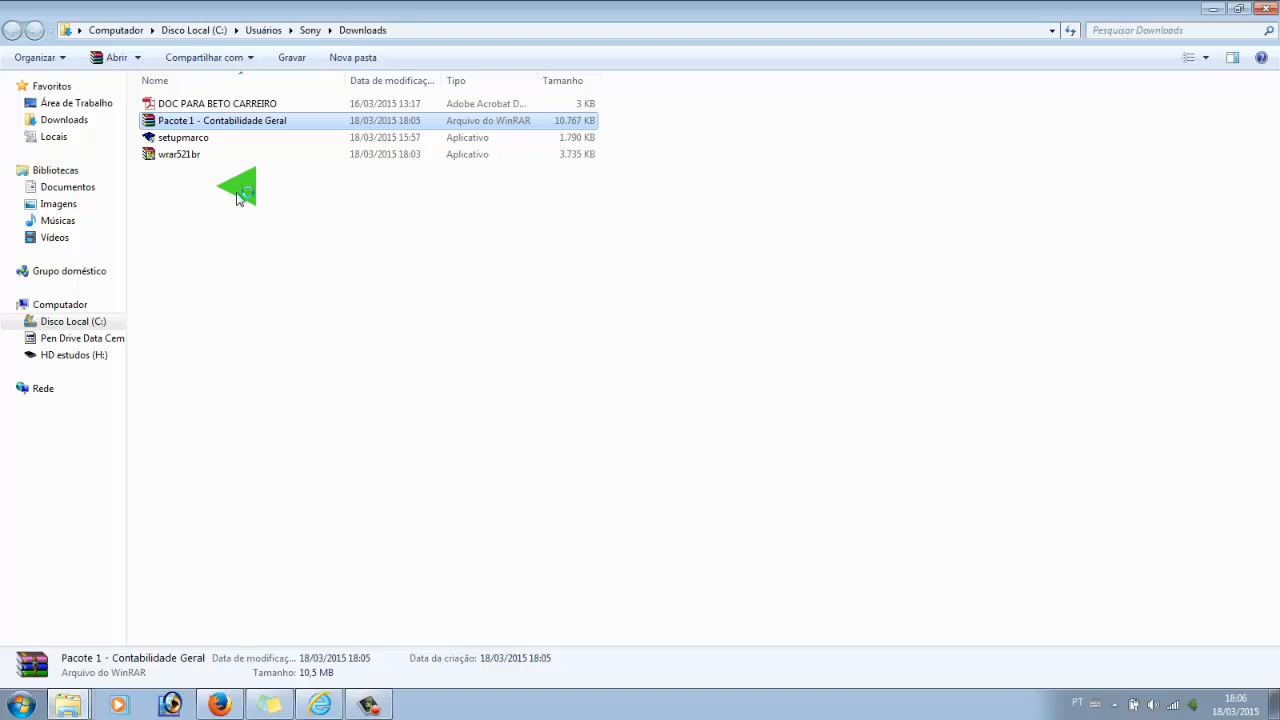 Computador Disco Local (C:) Usuários Sony Downloads Pesquisar Downloads
Organizar Abrir Compartilhar com Gravar Nova pasta
Nome Data de modificaç... Tipo Tamanho
DOC PARA BETO CARREIRO 16/03/2015 13:17 Adobe Acrobat D... 3 KB
Pacote 1 - Contabilidade Geral 18/03/2015 18:05 Arquivo do WinRAR 10.767 KB
setupmarco 18/03/2015 15:57 Aplicativo 1.790 KB
wrar521br 18/03/2015 18:03 Aplicativo 3.735 KB
Favoritos
Área de Trabalho
Downloads
Locais
Bibliotecas
Documentos
Imagens
Músicas
Vídeos
Grupo doméstico
Computador
Disco Local (C:)
Pen Drive Data Cem
HD estudos (H:)
Rede
Pacote 1 - Contabilidade Geral Data de modificaç... 18/03/2015 18:05 Data da criação: 18/03/2015 18:05
Arquivo do WinRAR Tamanho: 10,5 MB
PT 18:06
18/03/2015